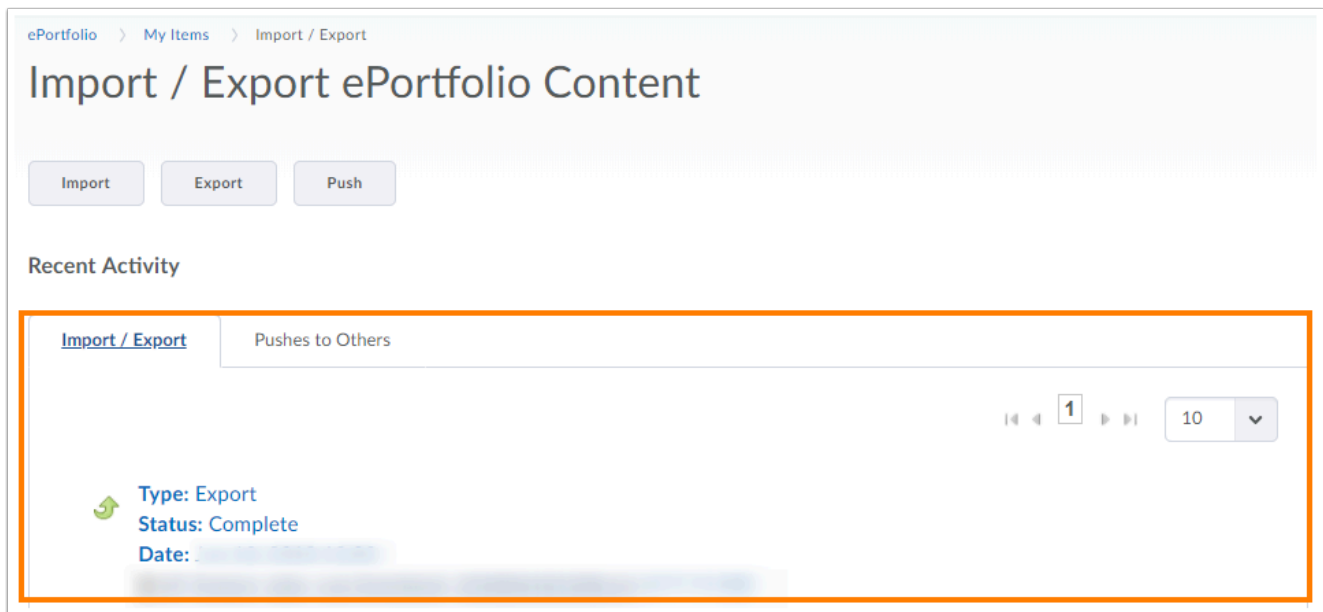 ePortfolio > My Items > Import / Export
Import / Export ePortfolio Content
Import Export Push
Recent Activity
Import / Export Pushes to Others
1 10
Type: Export
Status: Complete
Date: